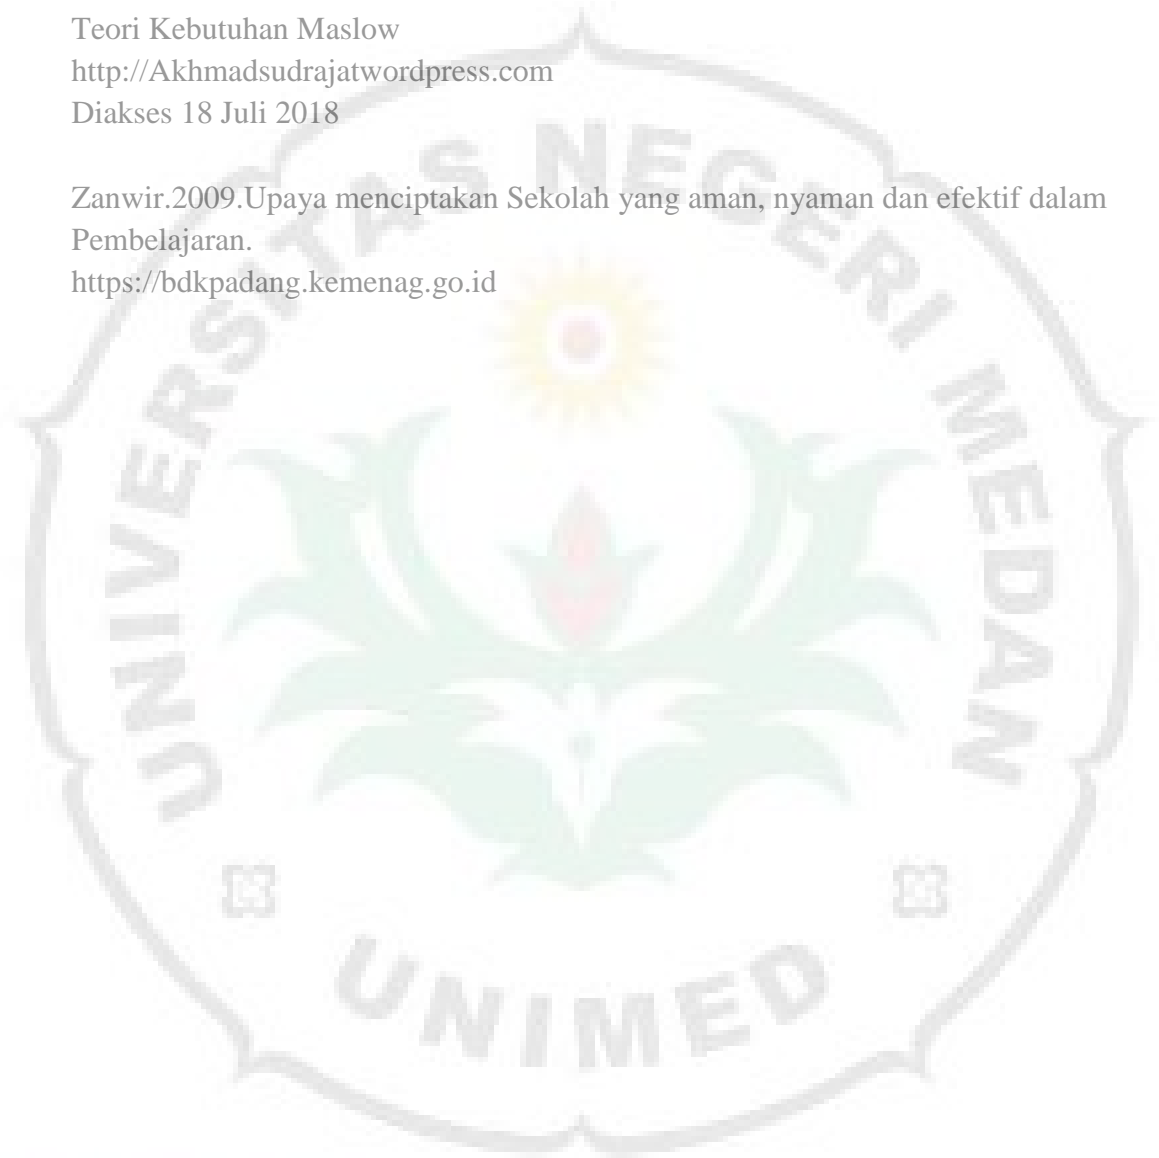 Teori Kebutuhan Maslow
http://Akhmadsudrajatwordpress.com
Diakses 18 Juli 2018
Zanwir.2009.Upaya menciptakan Sekolah yang aman, nyaman dan efektif dalam
Pembelajaran.
https://bdkpadang.kemenag.go.id
UNIVERSITAS NEGERI MEDAN
UNIMED